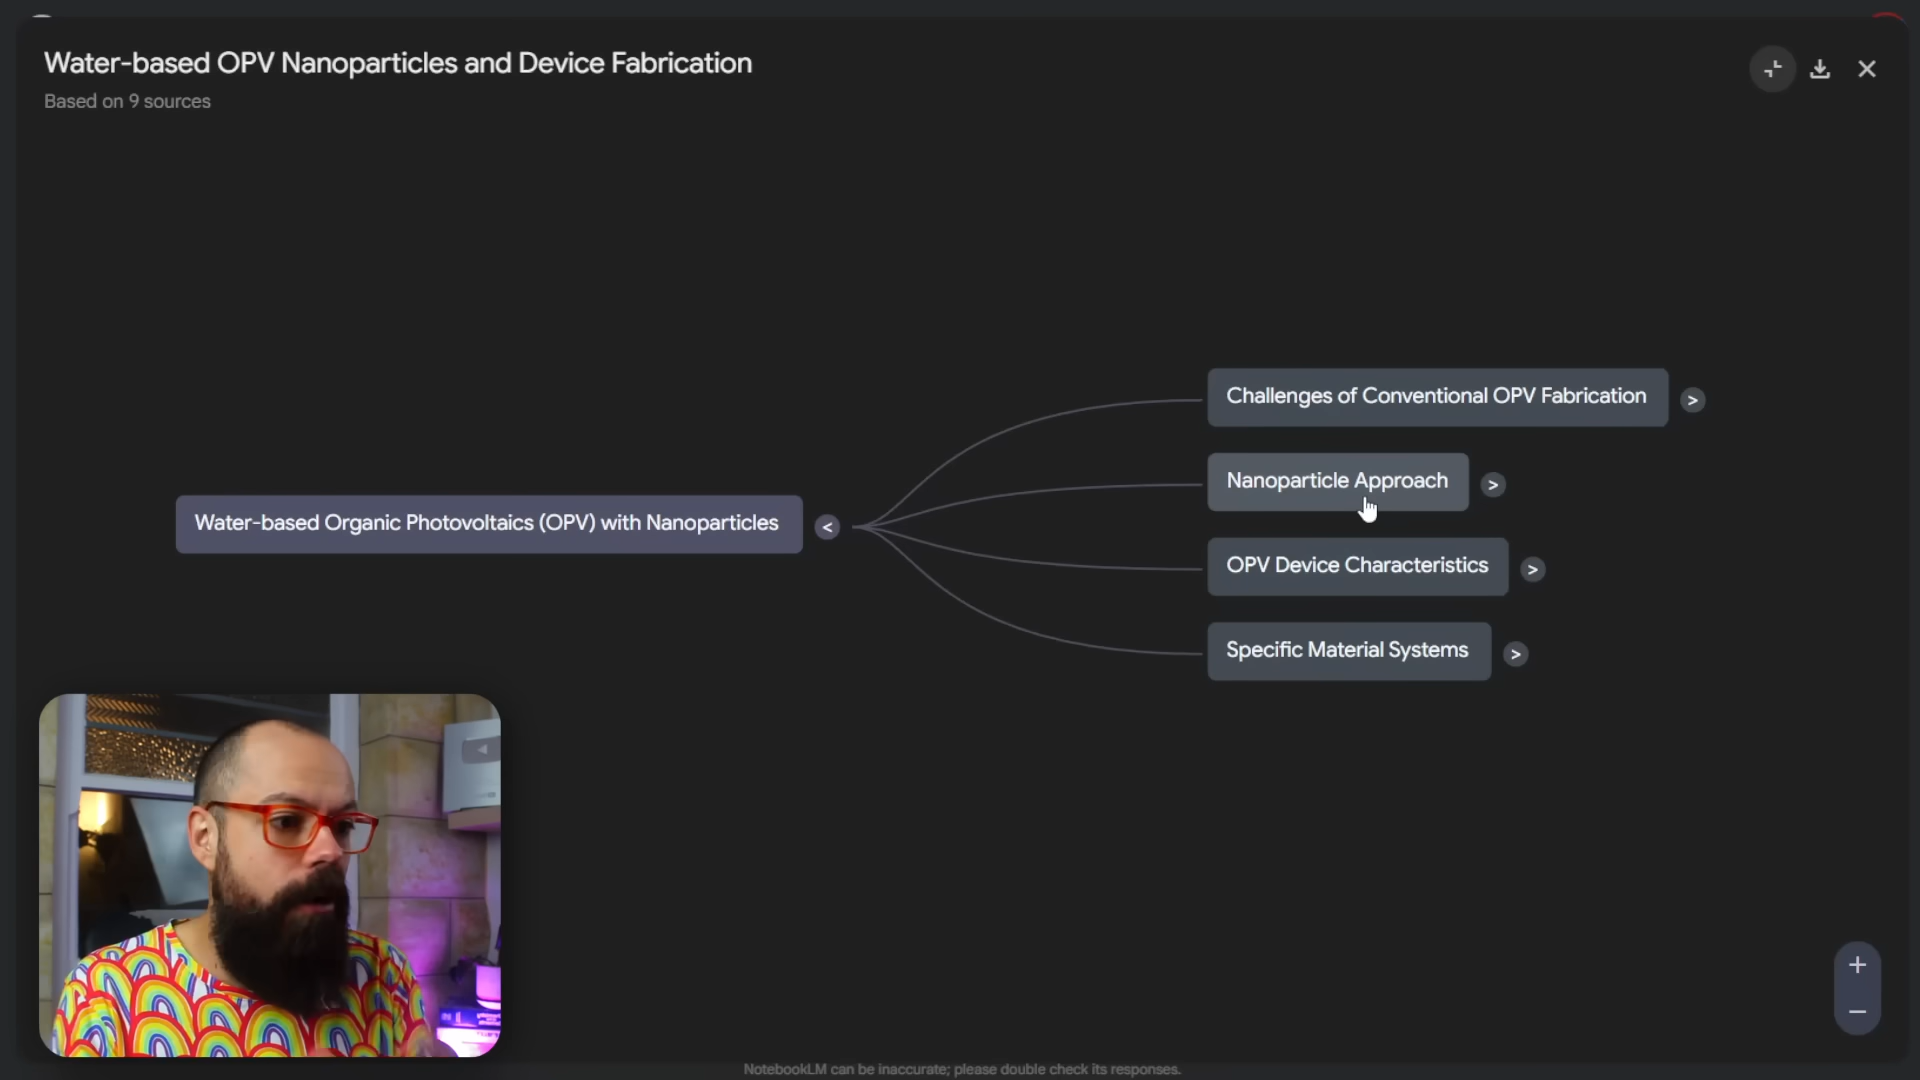 Water-based OPV Nanoparticles and Device Fabrication
Based on 9 sources
Challenges of Conventional OPV Fabrication
Nanoparticle Approach
Water-based Organic Photovoltaics (OPV) with Nanoparticles
OPV Device Characteristics
Specific Material Systems
NotebookLM can be inaccurate; please double check its responses.